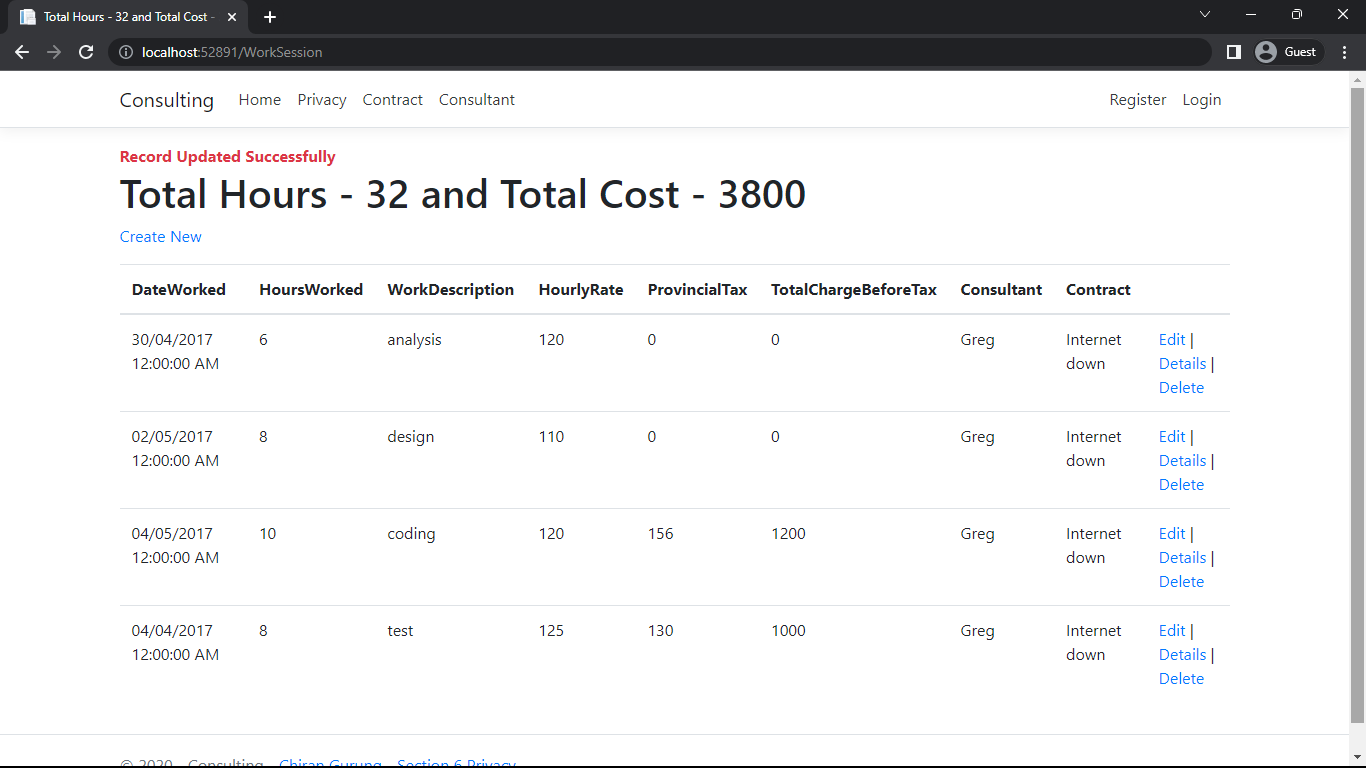 Total Hours - 32 and Total Cost -
localhost:52891/WorkSession
Guest
Consulting Home Privacy Contract Consultant Register Login
Record Updated Successfully
Total Hours - 32 and Total Cost - 3800
Create New
DateWorked HoursWorked WorkDescription HourlyRate ProvincialTax TotalChargeBeforeTax Consultant Contract
30/04/2017 6 analysis 120 0 0 Greg Internet Edit |
12:00:00 AM down Details |
Delete
02/05/2017 8 design 110 0 0 Greg Internet Edit |
12:00:00 AM down Details |
Delete
04/05/2017 10 coding 120 156 1200 Greg Internet Edit |
12:00:00 AM down Details |
Delete
04/04/2017 8 test 125 130 1000 Greg Internet Edit |
12:00:00 AM down Details |
Delete
© 2020 - Consulting - Chiran Gurung - Section 6 Privacy